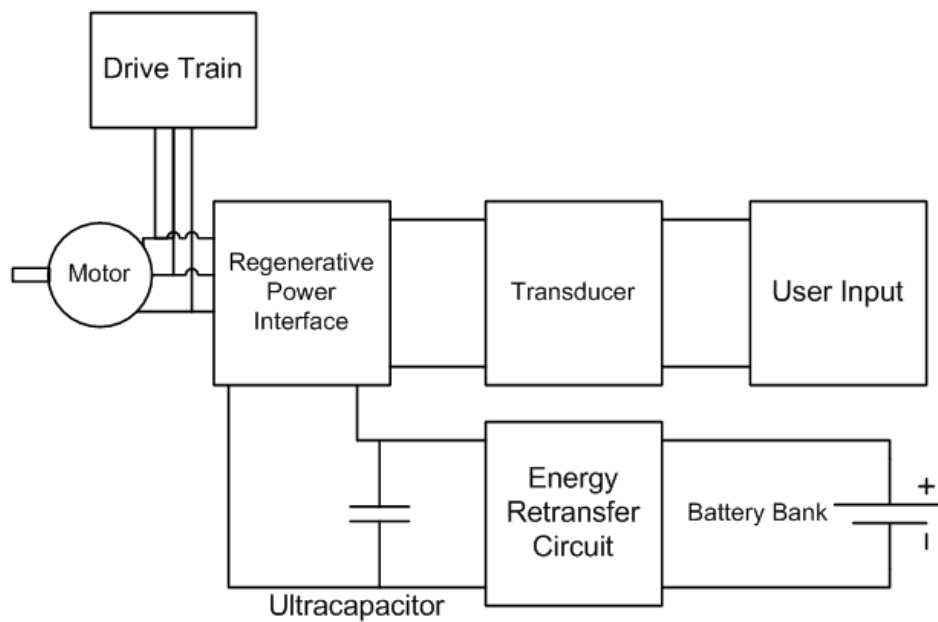 Drive Train
Motor
Regenerative
Power
Interface
Transducer
User Input
Energy
Retransfer
Circuit
Battery Bank
+
-
Ultracapacitor